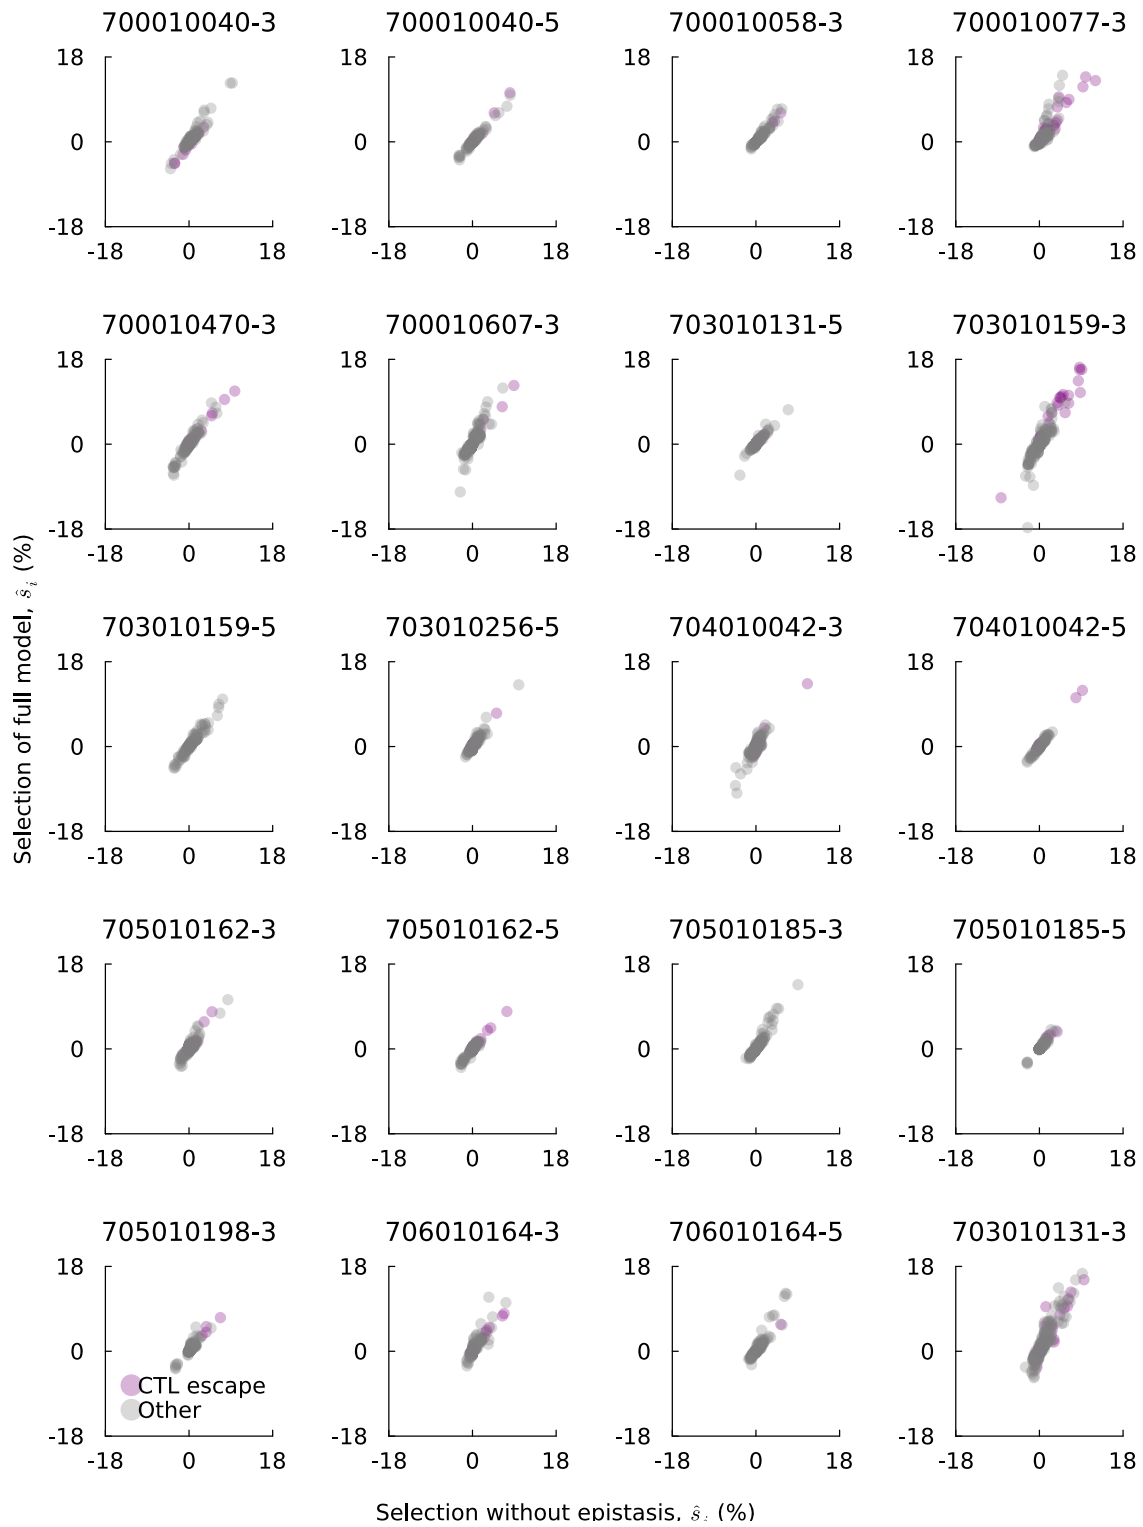 700010040-3 700010040-5 700010058-3 700010077-3
18 18 18 18
0 0 0 0
-18 -18 -18 -18
-18 0 18 -18 0 18 -18 0 18 -18 0 18
700010470-3 700010607-3 703010131-5 703010159-3
18 18 18 18
0 0 0 0
-18 -18 -18 -18
-18 0 18 -18 0 18 -18 0 18 -18 0 18
Selection of full model, ŝᵢ (%)
703010159-5 703010256-5 704010042-3 704010042-5
18 18 18 18
0 0 0 0
-18 -18 -18 -18
-18 0 18 -18 0 18 -18 0 18 -18 0 18
705010162-3 705010162-5 705010185-3 705010185-5
18 18 18 18
0 0 0 0
-18 -18 -18 -18
-18 0 18 -18 0 18 -18 0 18 -18 0 18
705010198-3 706010164-3 706010164-5 703010131-3
18 18 18 18
0 0 0 0
CTL escape
Other
-18 -18 -18 -18
-18 0 18 -18 0 18 -18 0 18 -18 0 18
Selection without epistasis, ŝᵢ (%)